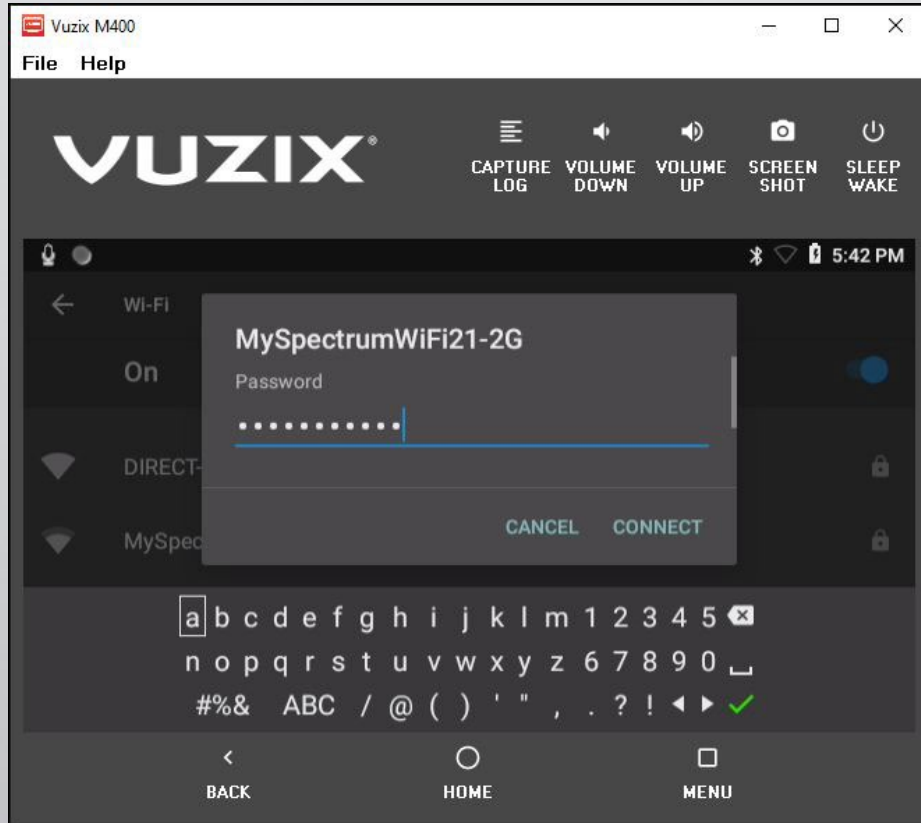 Vuzix M400
File Help
VUZIX®
CAPTURE LOG VOLUME DOWN VOLUME UP SCREEN SHOT SLEEP WAKE
5:42 PM
Wi-Fi
MySpectrumWiFi21-2G
On
Password
•••••••••••
DIRECT-
CANCEL CONNECT
MySpec
a b c d e f g h i j k l m 1 2 3 4 5
n o p q r s t u v w x y z 6 7 8 9 0
#%& ABC / @ ( ) ' " , . ? !
BACK HOME MENU